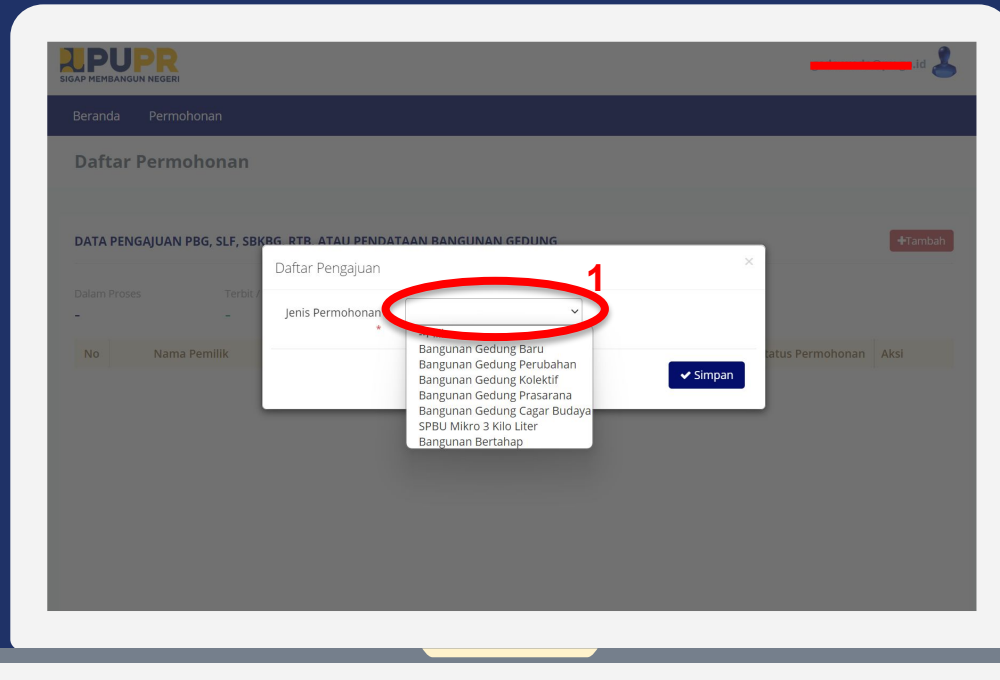 PUPR
SIGAP MEMBANGUN NEGERI
.id
Beranda Permohonan
Daftar Permohonan
DATA PENGAJUAN PBG, SLF, SBKBG, RTB, ATAU PENDATAAN BANGUNAN GEDUNG
+Tambah
Daftar Pengajuan ×
1
Dalam Proses Terbit /
- -
Jenis Permohonan
*
Bangunan Gedung Baru
Bangunan Gedung Perubahan
Bangunan Gedung Kolektif
Bangunan Gedung Prasarana
Bangunan Gedung Cagar Budaya
SPBU Mikro 3 Kilo Liter
Bangunan Bertahap
Simpan
No Nama Pemilik Permohonan Aksi